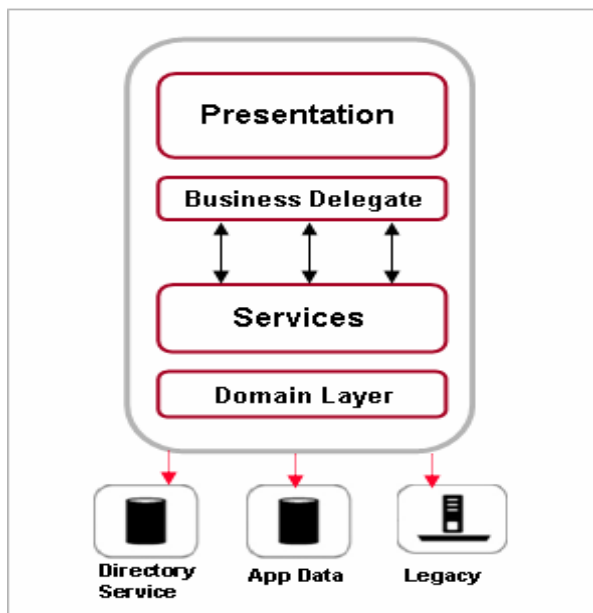 Presentation
Business Delegate
Services
Domain Layer
Directory
Service
App Data
Legacy